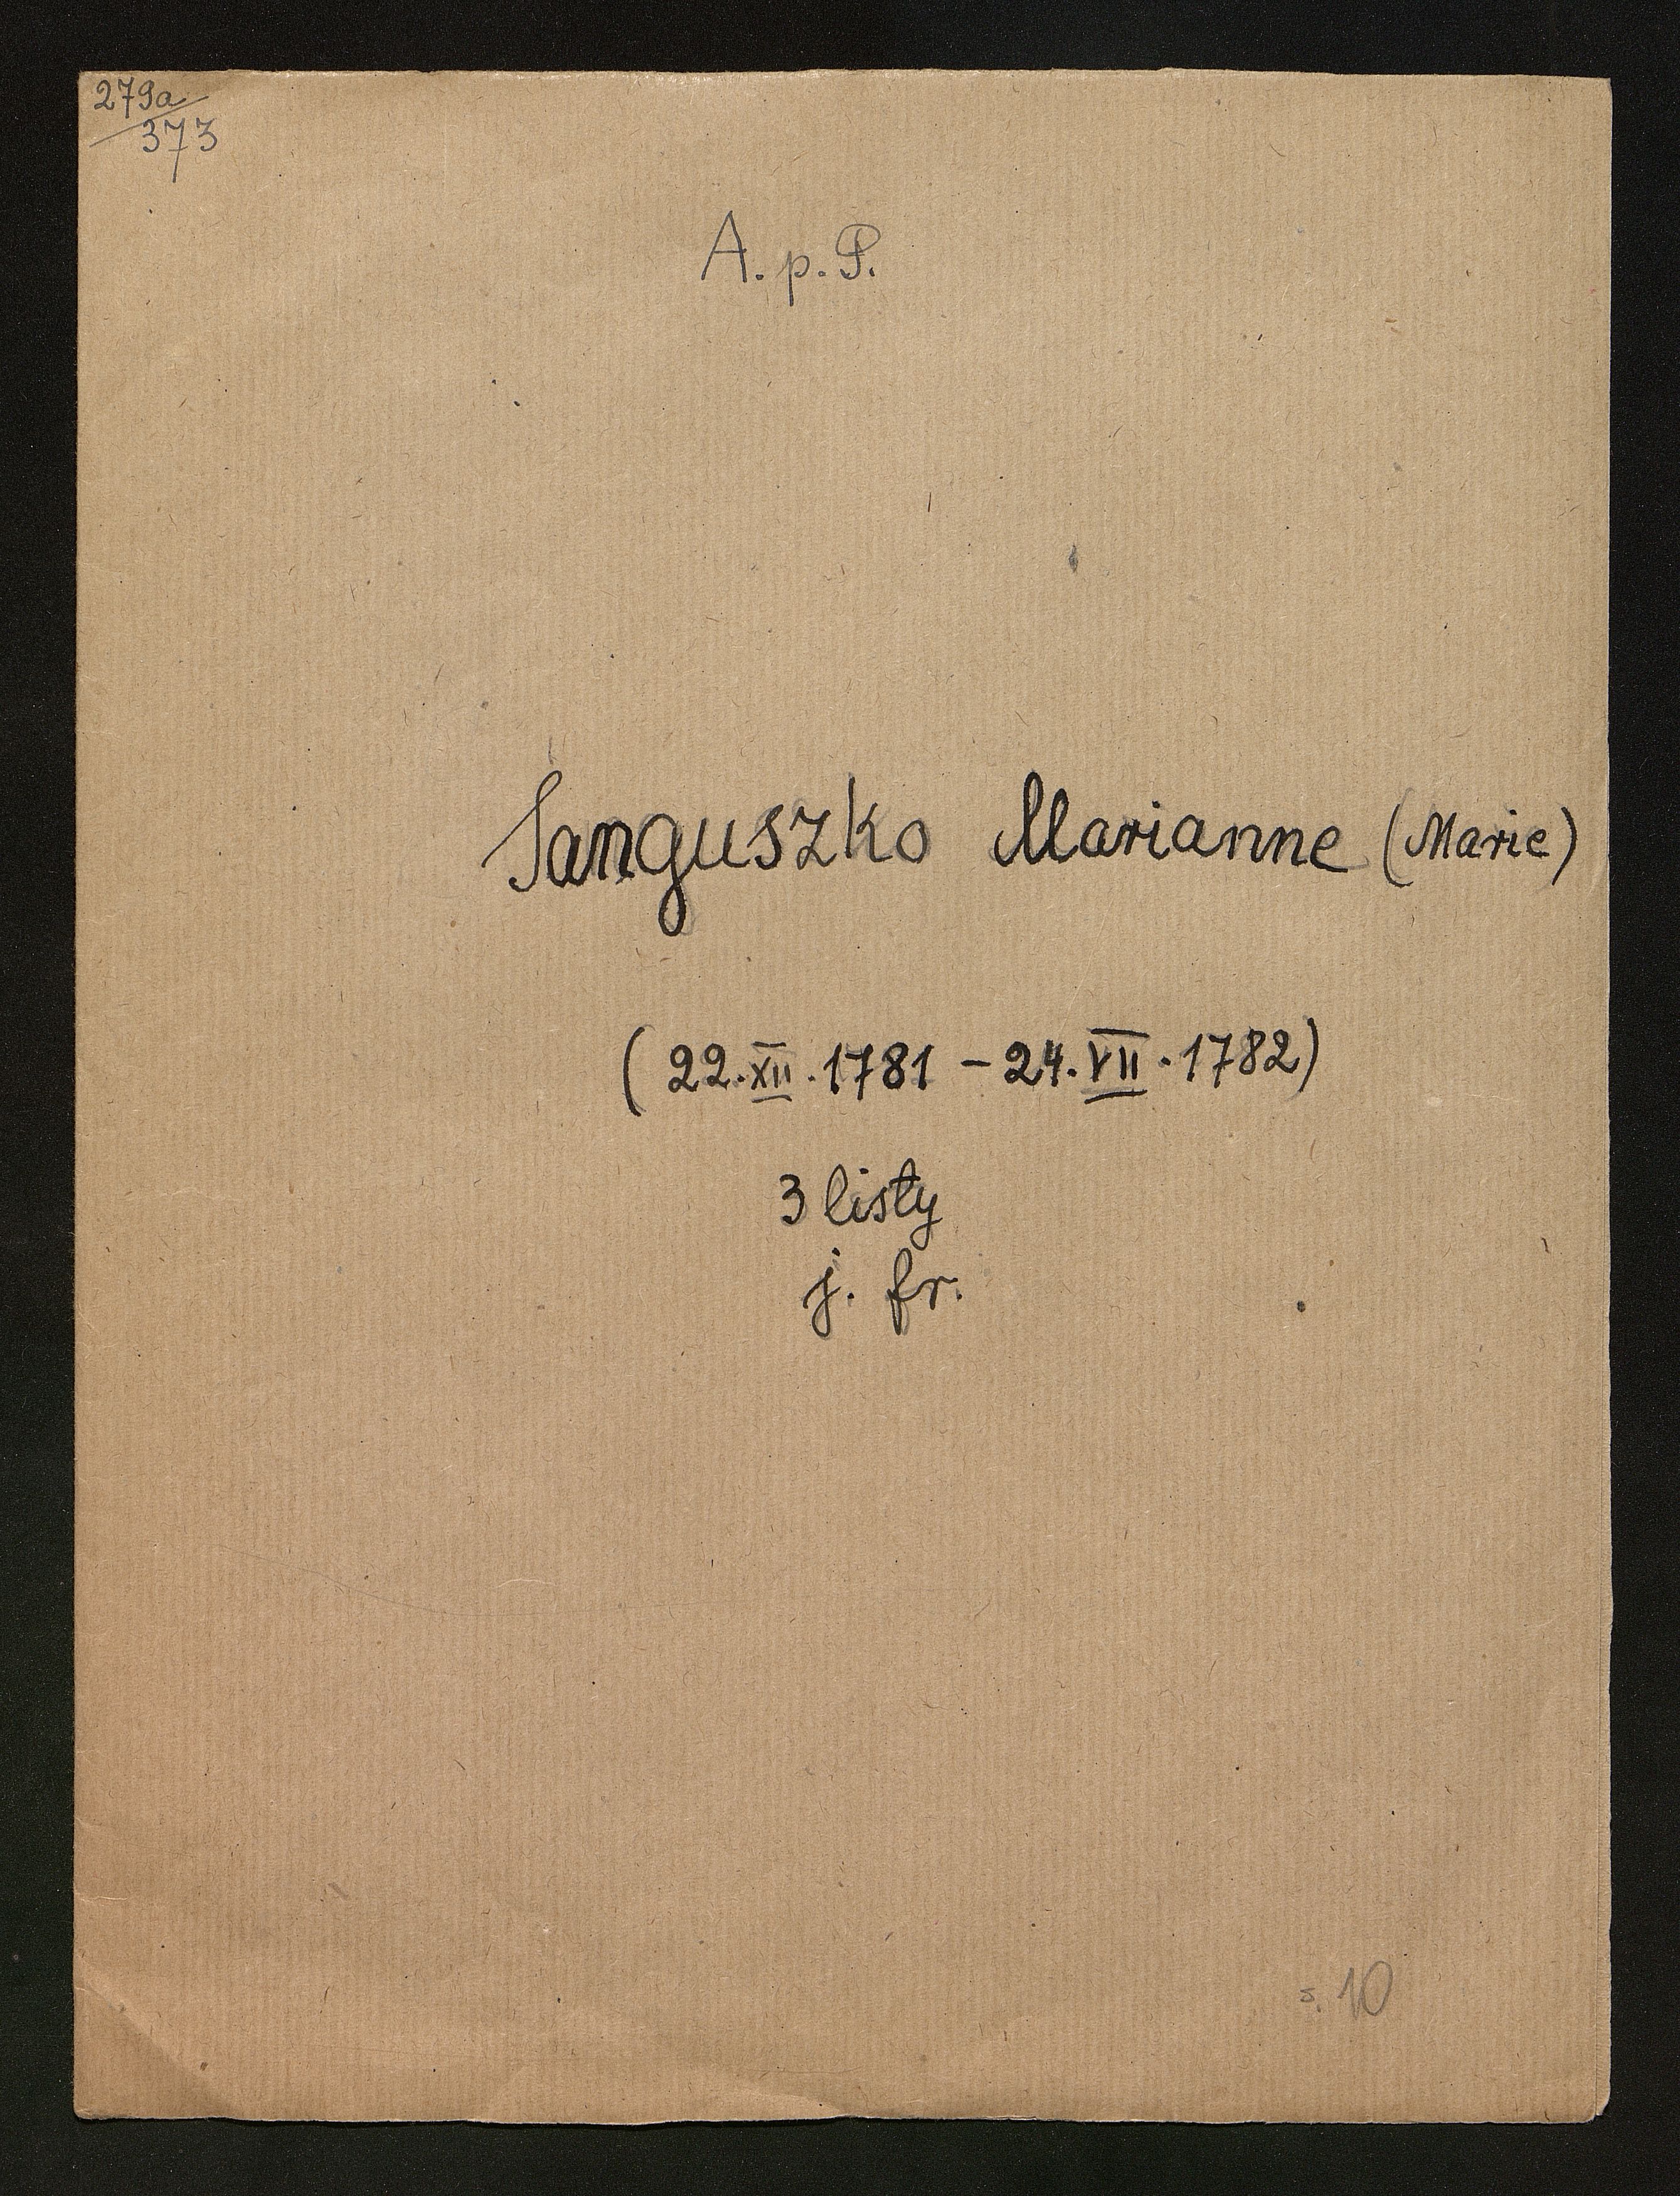 279a
373
A. p. P.
Sanguszko Marianne (Marie)
(22.XII.1781 - 24.VII.1782)
3 listy
j. fr.
s. 10